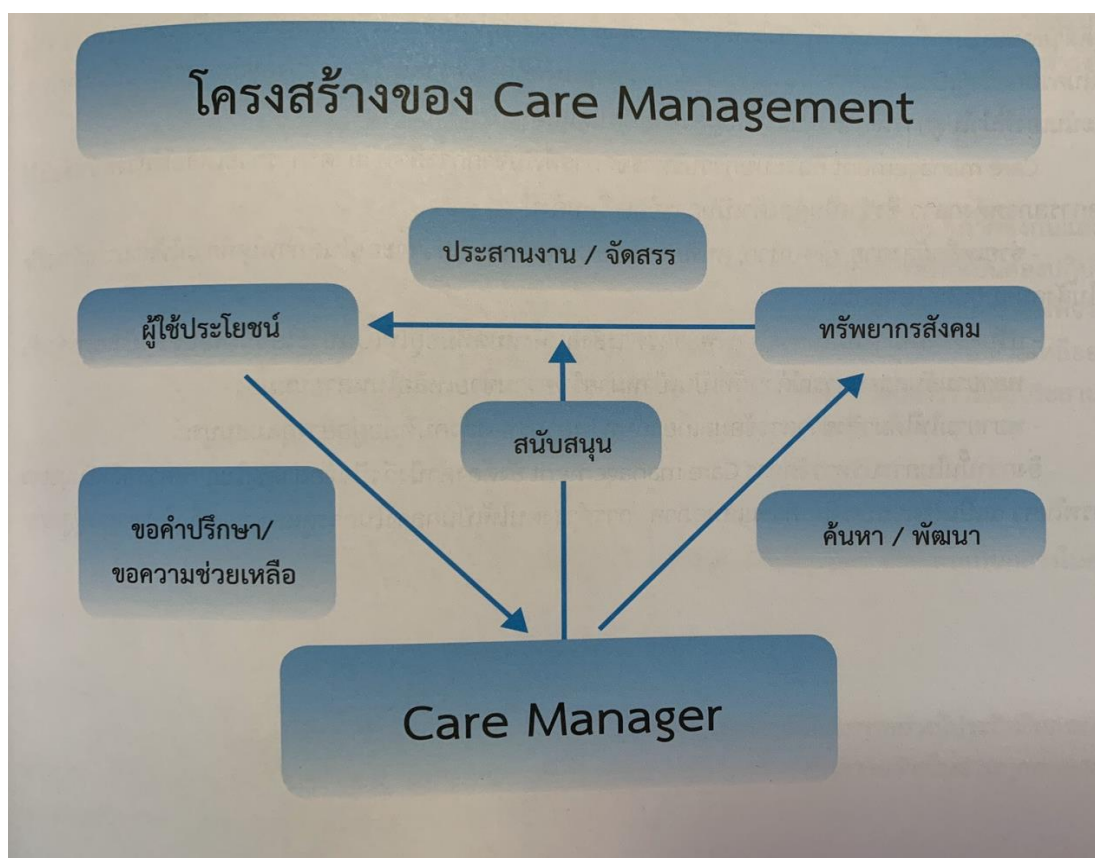 โครงสร้างของ Care Management
ประสานงาน / จัดสรร
ผู้ใช้ประโยชน์
ทรัพยากรสังคม
สนับสนุน
ขอคำปรึกษา/
ขอความช่วยเหลือ
ค้นหา / พัฒนา
Care Manager